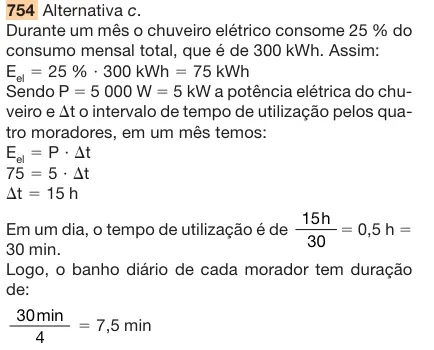 754 Alternativa c.
Durante um mês o chuveiro elétrico consome 25 % do
consumo mensal total, que é de 300 kWh. Assim:
E_el = 25 % · 300 kWh = 75 kWh
Sendo P = 5 000 W = 5 kW a potência elétrica do chu-
veiro e Δt o intervalo de tempo de utilização pelos qua-
tro moradores, em um mês temos:
E_el = P · Δt
75 = 5 · Δt
Δt = 15 h
Em um dia, o tempo de utilização é de 15 h / 30 = 0,5 h =
30 min.
Logo, o banho diário de cada morador tem duração
de:
30 min / 4 = 7,5 min